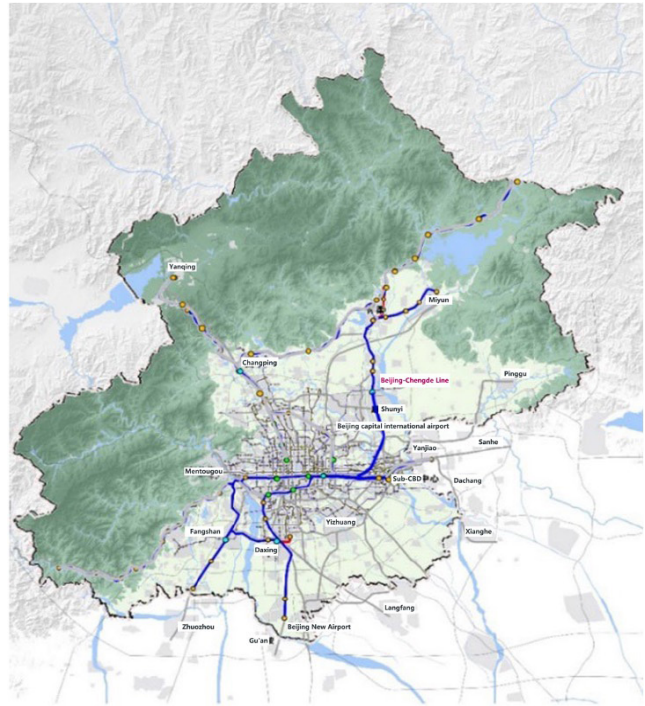 Yanqing
Miyun
Changping
Pinggu
Beijing-Chengde Line
Shunyi
Beijing capital international airport
Sanhe
Yanjiao
Mentougou
Sub-CBD
Dachang
Yizhuang
Fangshan
Xianghe
Daxing
Langfang
Zhuozhou
Beijing New Airport
Gu'an